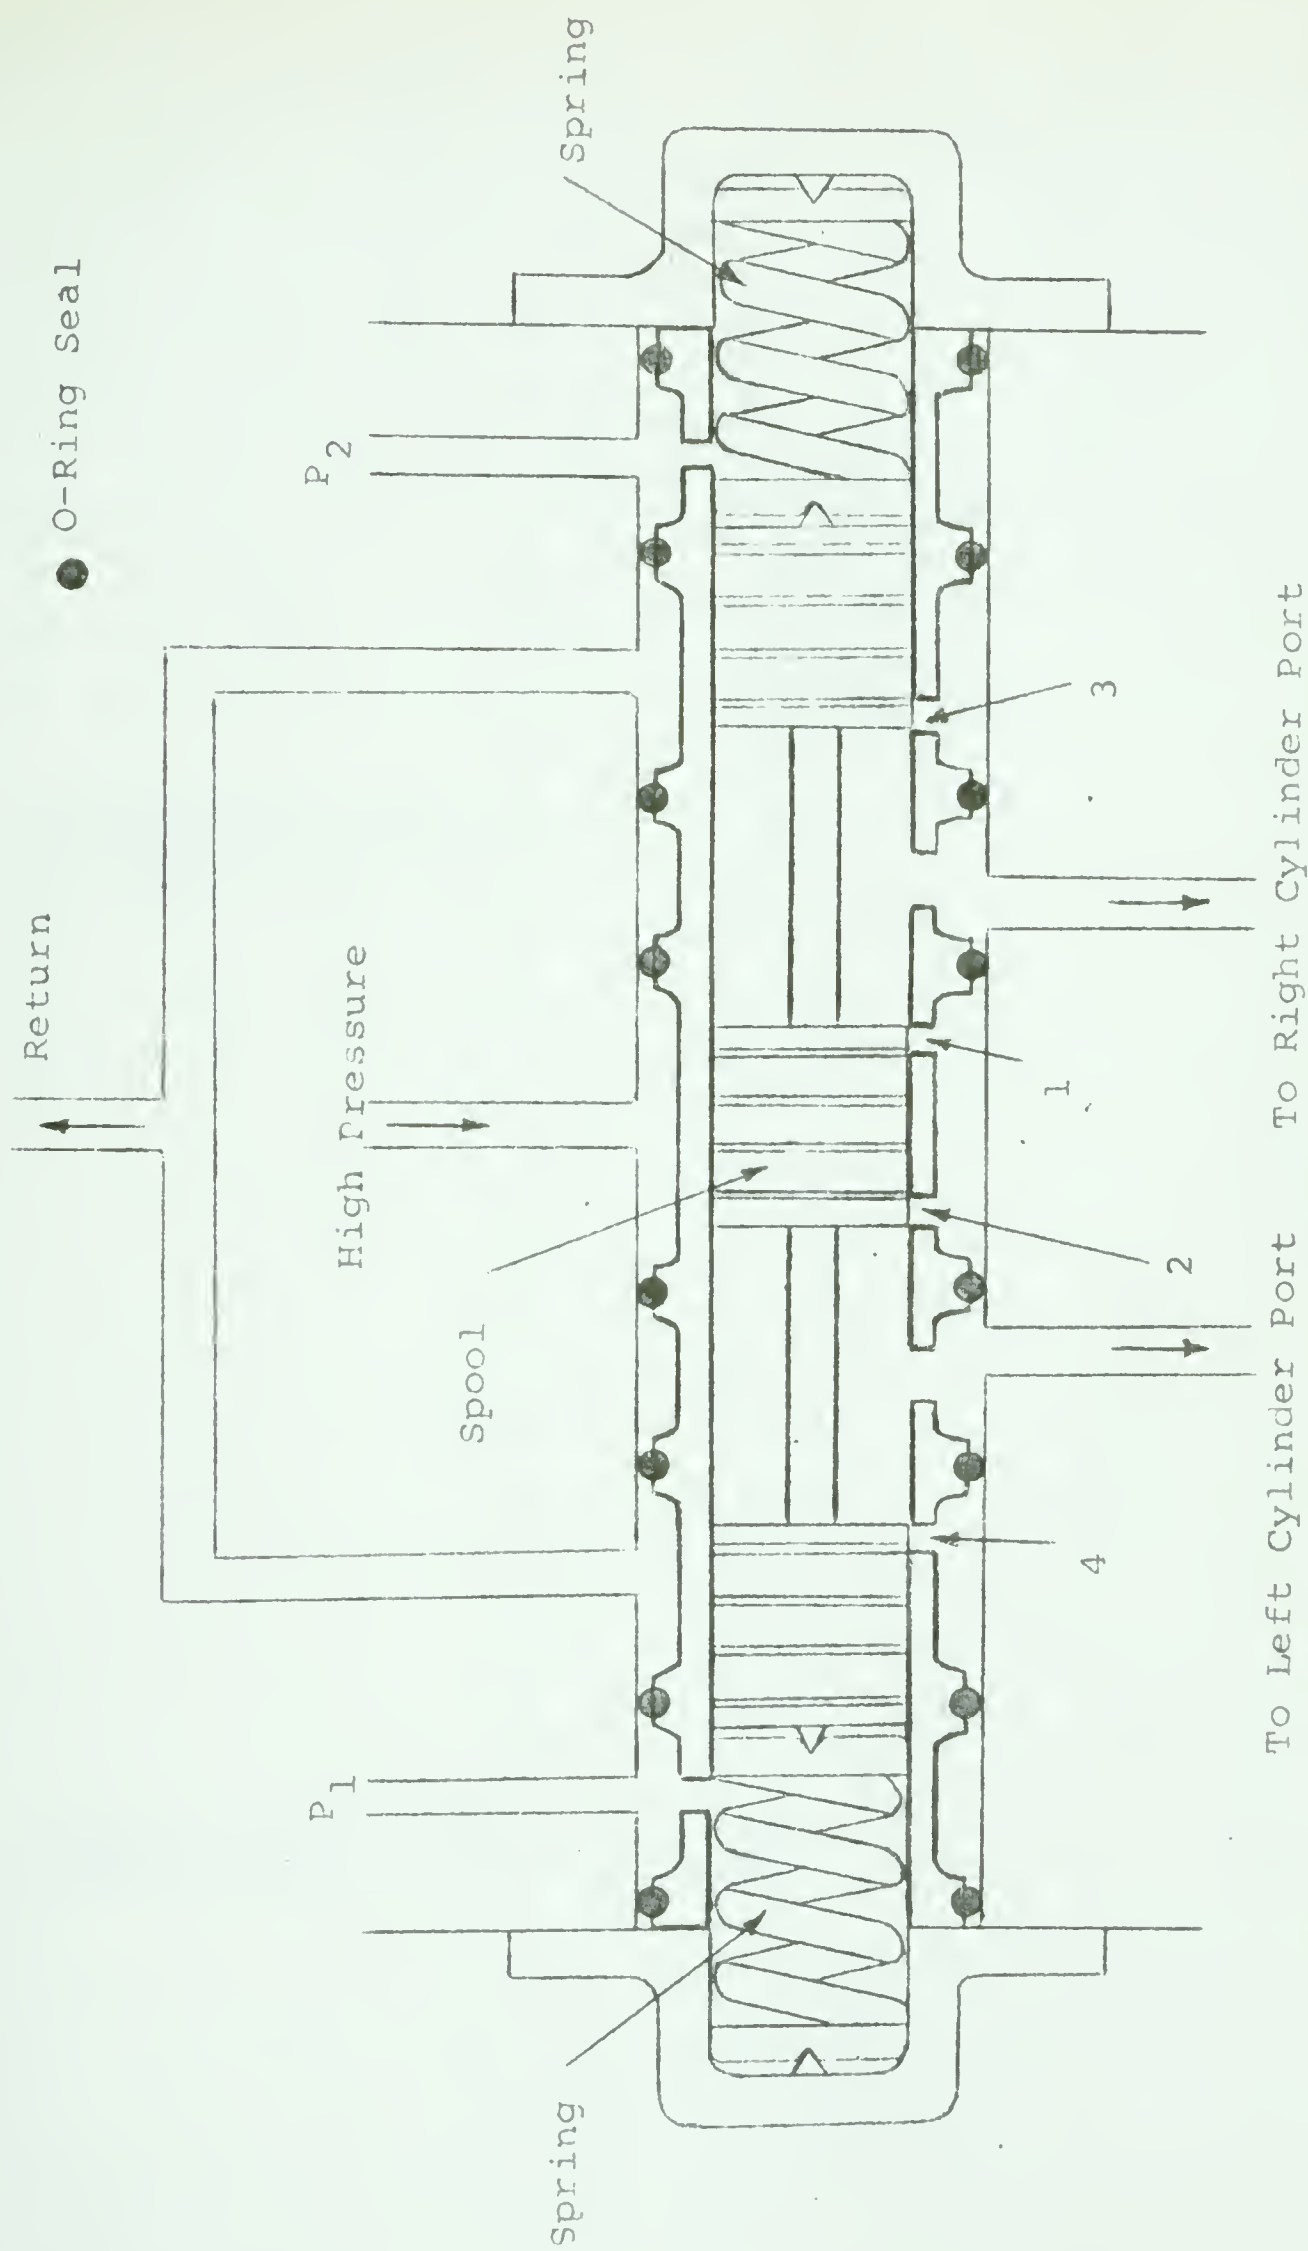 Return
O-Ring Seal
High Pressure
P1
P2
Spool
Spring
Spring
4
2
1
3
To Left Cylinder Port
To Right Cylinder Port